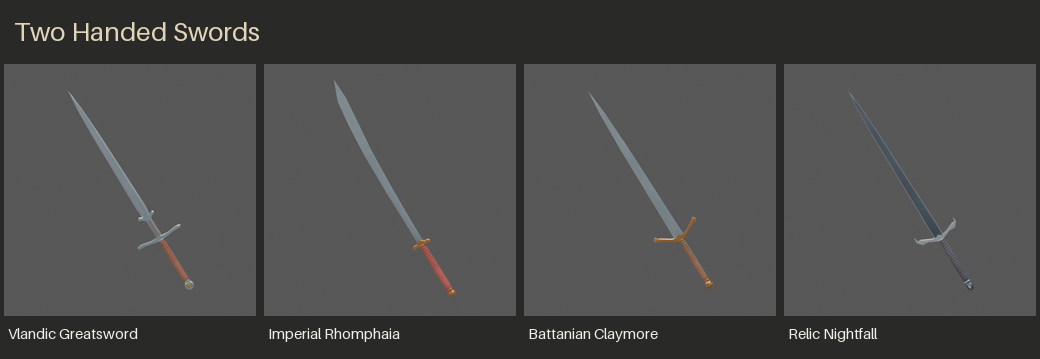 Two Handed Swords
Vlandic Greatsword
Imperial Rhomphaia
Battanian Claymore
Relic Nightfall